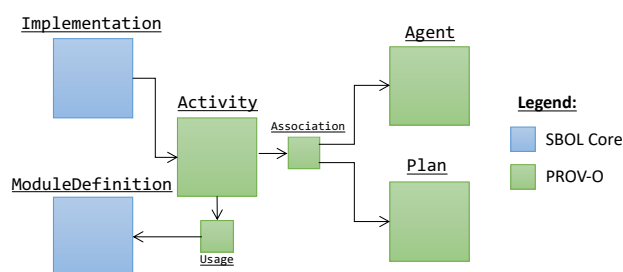 Implementation
Agent
Activity
Association
Legend:
SBOL Core
Plan
PROV-O
ModuleDefinition
Usage